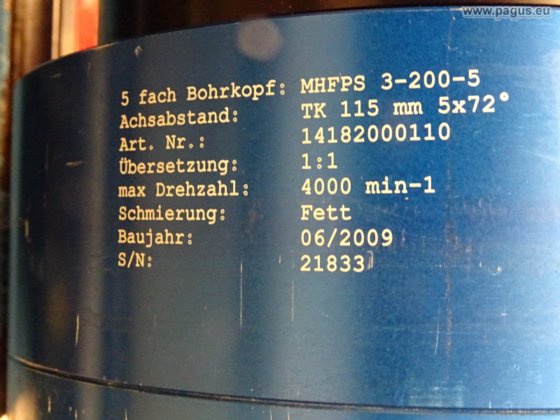 www.pagus.eu
5 fach Bohrkopf: MHFPS 3-200-5
Achsabstand: TK 115 mm 5x72°
Art. Nr.: 14182000110
Übersetzung: 1:1
max Drehzahl: 4000 min-1
Schmierung: Fett
Baujahr: 06/2009
S/N: 21833